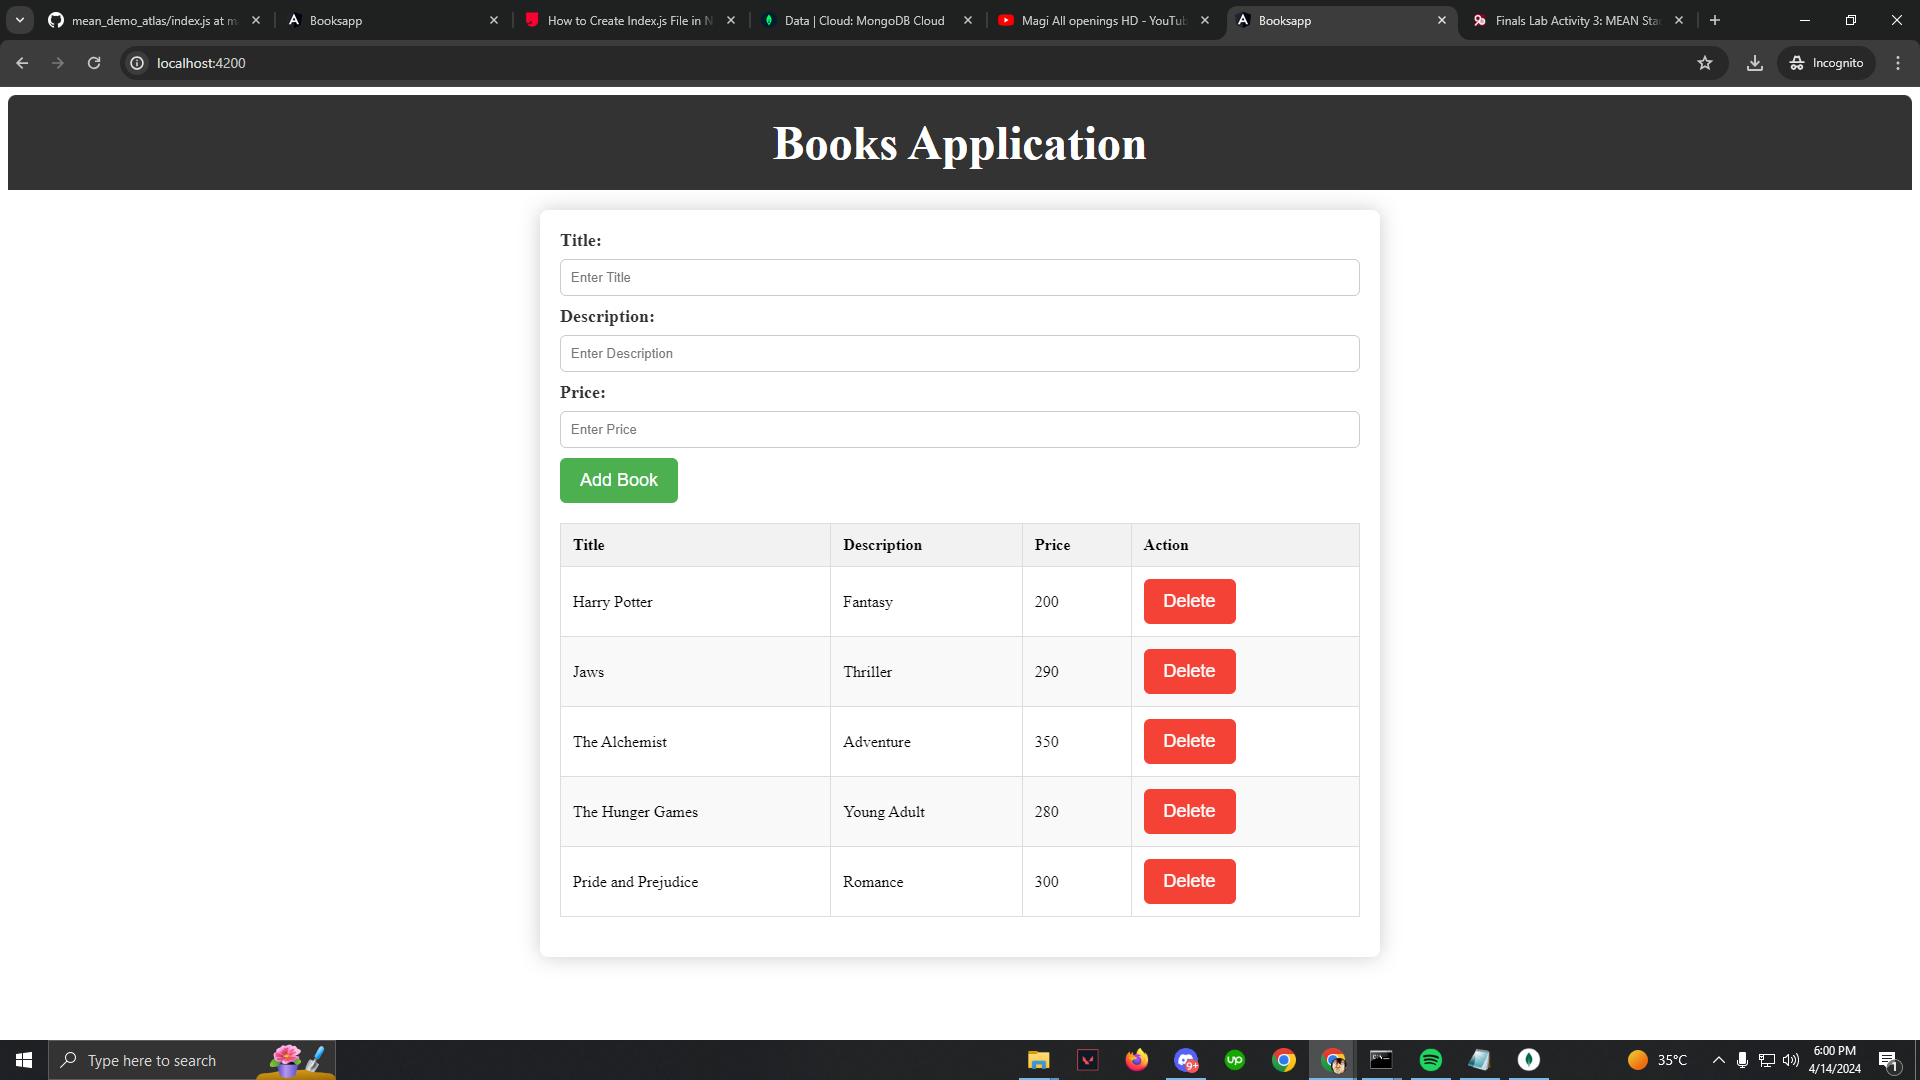 mean_demo_atlas/index.js at m
Booksapp
How to Create Index.js File in N
Data | Cloud: MongoDB Cloud
Magi All openings HD - YouTub
Booksapp
Finals Lab Activity 3: MEAN Sta
localhost:4200
Incognito
Books Application
Title:
Enter Title
Description:
Enter Description
Price:
Enter Price
Add Book
Title Description Price Action
Harry Potter Fantasy 200 Delete
Jaws Thriller 290 Delete
The Alchemist Adventure 350 Delete
The Hunger Games Young Adult 280 Delete
Pride and Prejudice Romance 300 Delete
Type here to search
up
9+
35°C
6:00 PM
4/14/2024
1